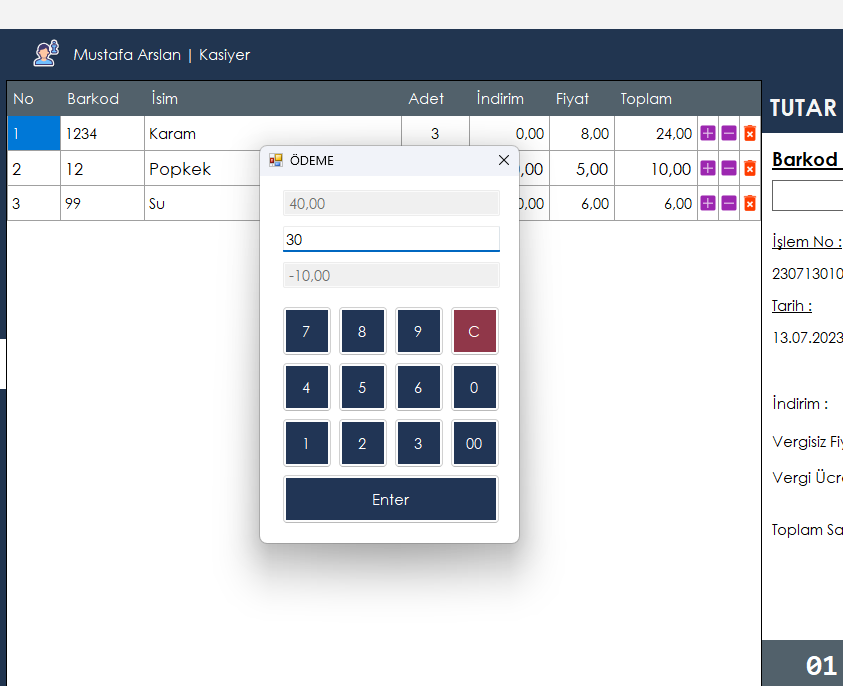 Mustafa Arslan | Kasiyer
No Barkod İsim Adet İndirim Fiyat Toplam
1 1234 Karam 3 0,00 8,00 24,00
2 12 Popkek ,00 5,00 10,00
3 99 Su 0,00 6,00 6,00
ÖDEME
40,00
30
-10,00
7 8 9 C
4 5 6 0
1 2 3 00
Enter
TUTAR
Barkod
İşlem No :
230713010
Tarih :
13.07.2023
İndirim :
Vergisiz Fiy
Vergi Ücre
Toplam Sa
01